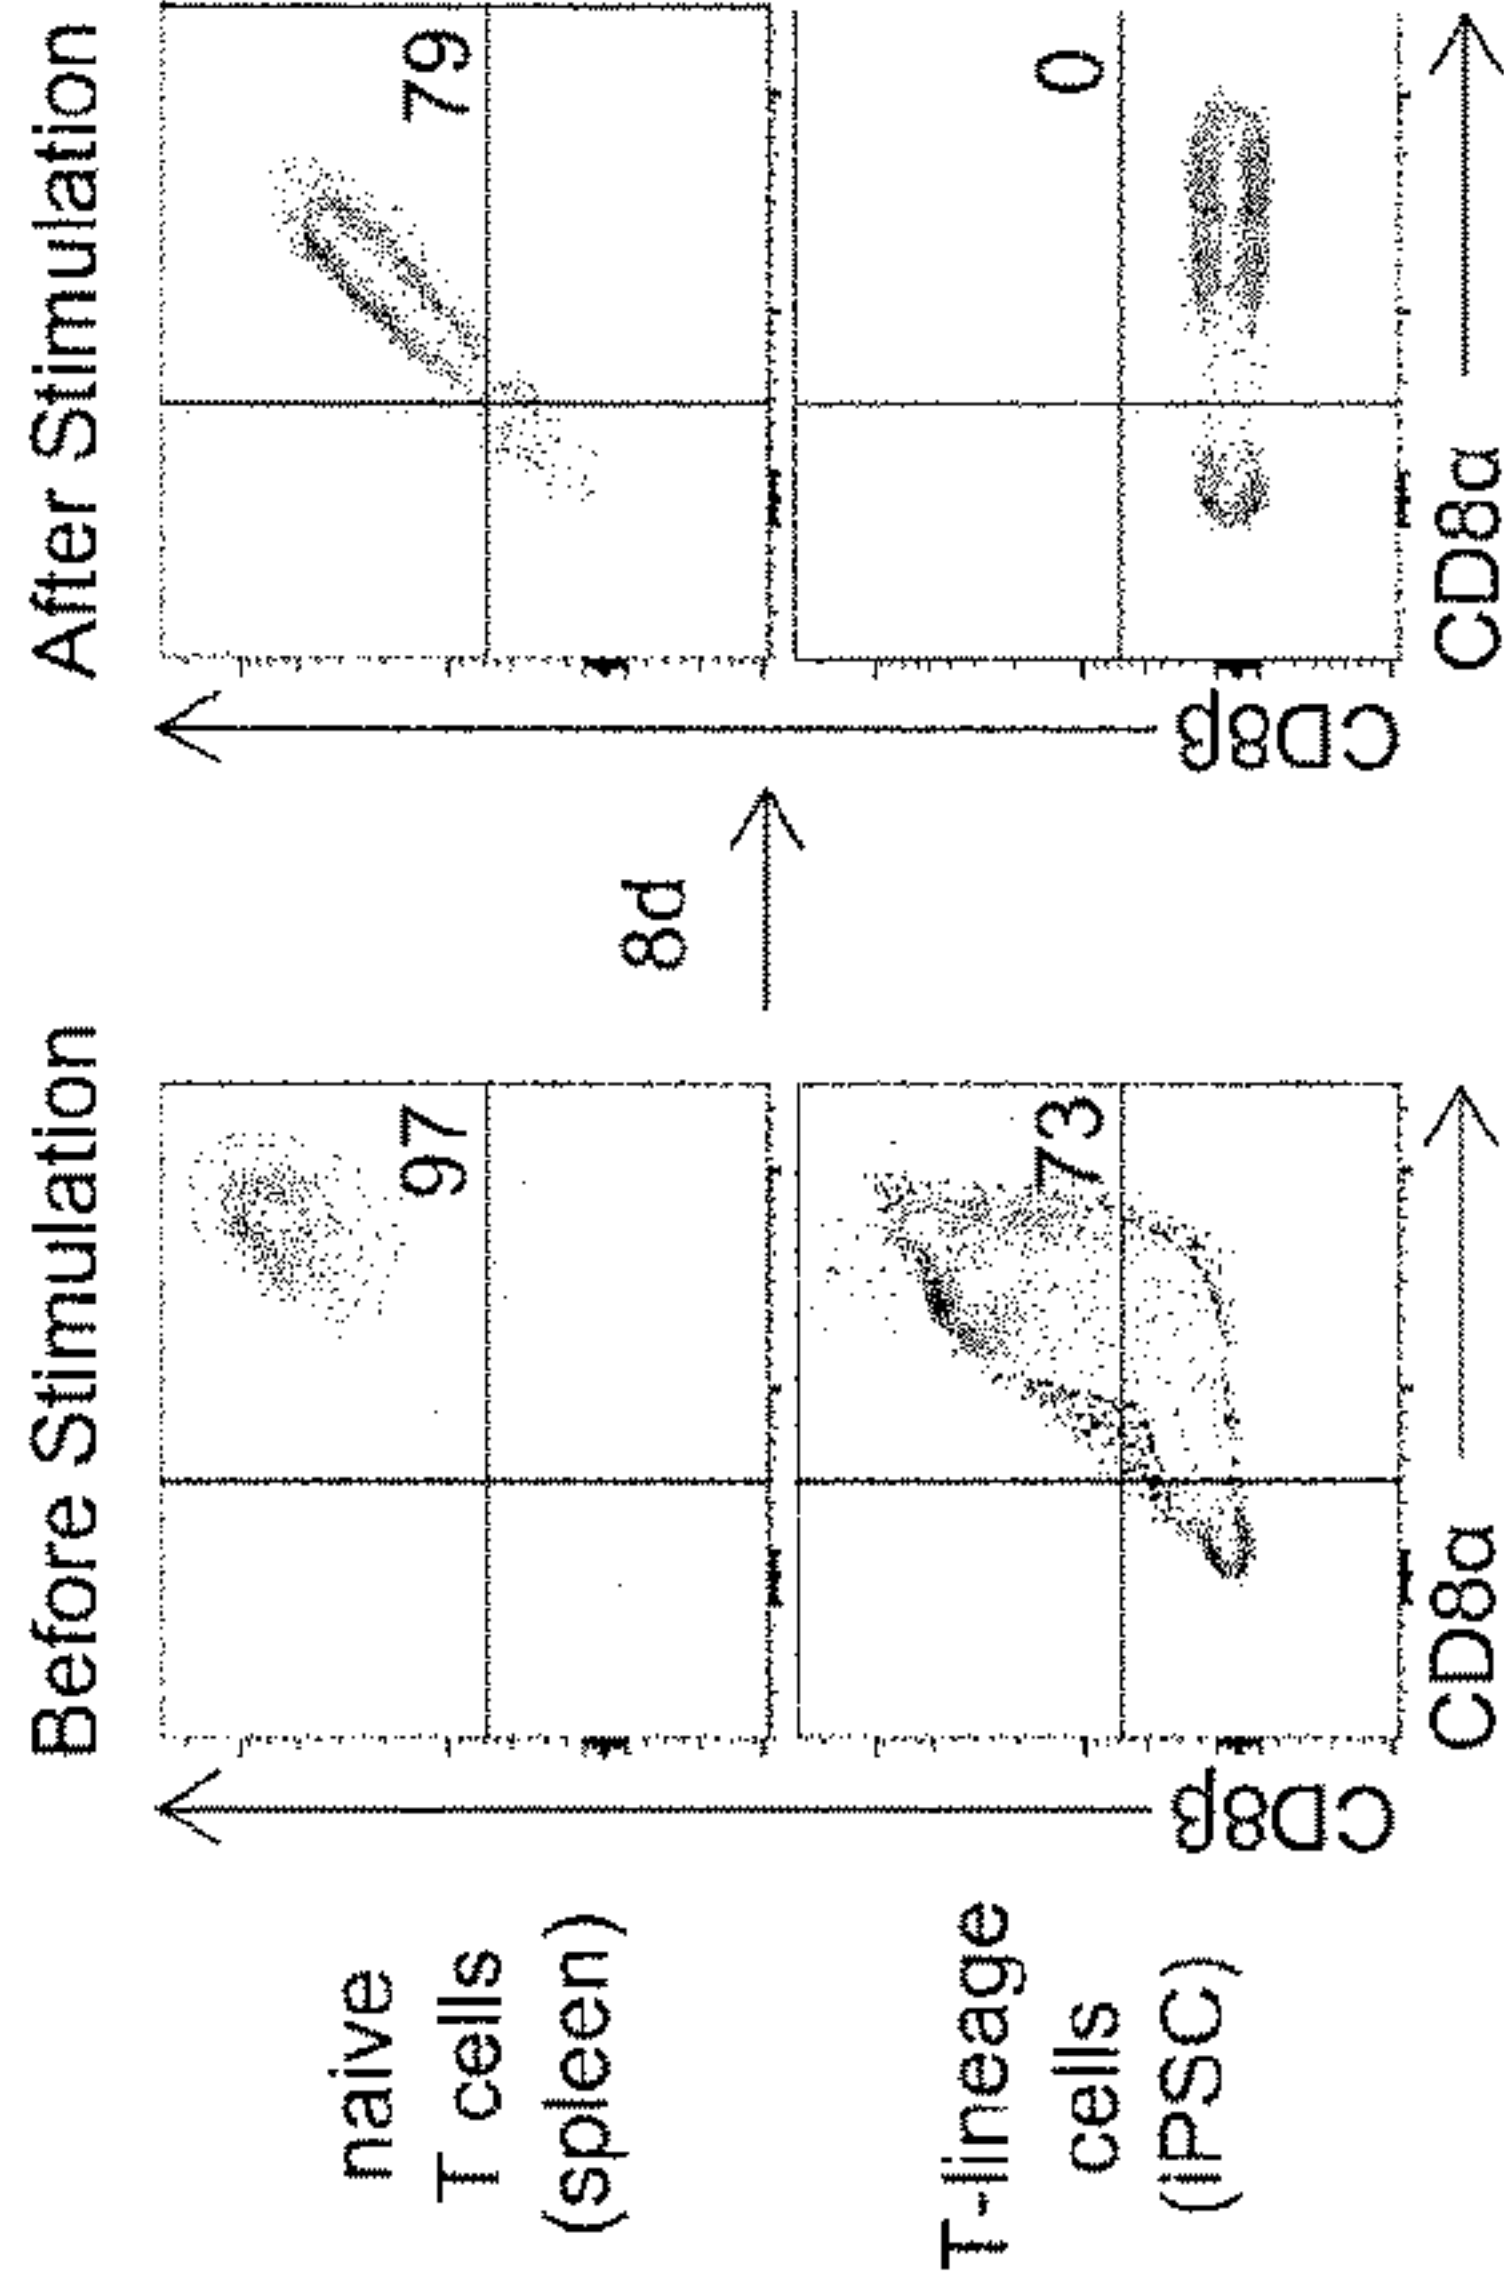 Before Stimulation
After Stimulation
naive
T cells
(spleen)
97
8d
79
T-lineage
cells
(iPSC)
73
0
CD8β
CD8β
CD8α
CD8α